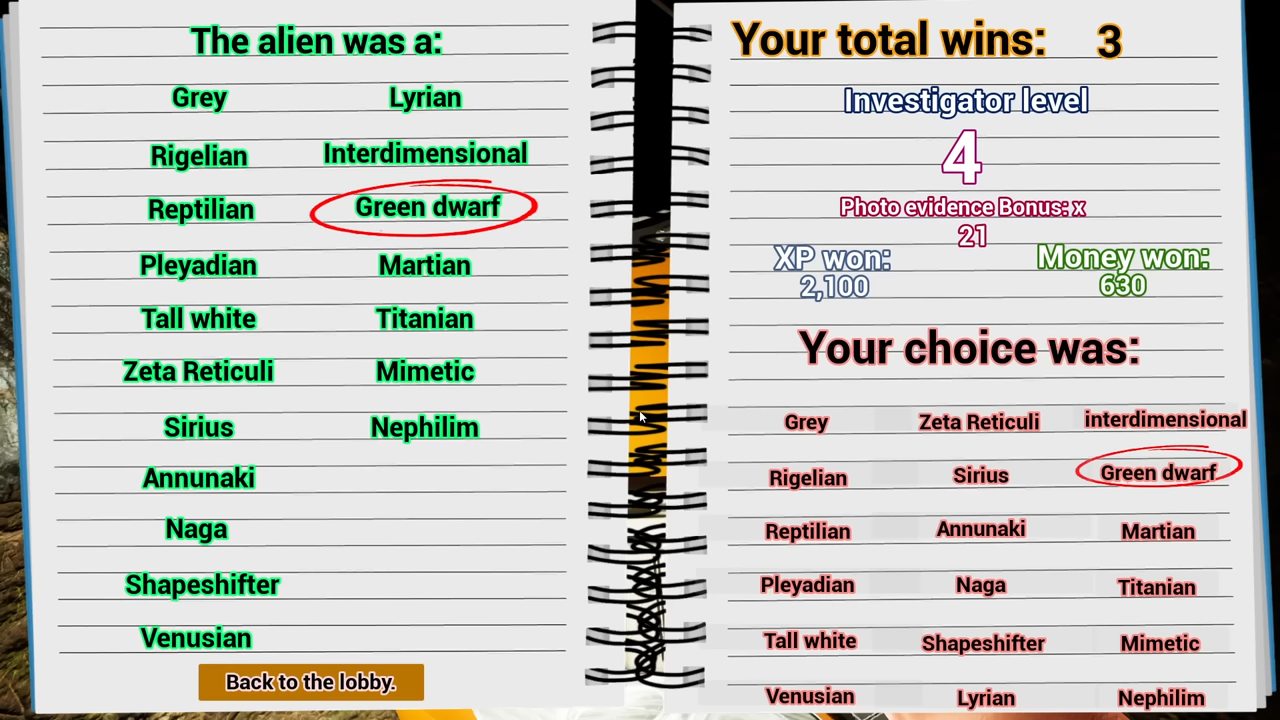 The alien was a:
Grey Lyrian
Rigelian Interdimensional
Reptilian Green dwarf
Pleyadian Martian
Tall white Titanian
Zeta Reticuli Mimetic
Sirius Nephilim
Annunaki
Naga
Shapeshifter
Venusian
Back to the lobby.
Your total wins: 3
Investigator level
4
Photo evidence Bonus: x
21
XP won: Money won:
2,100 630
Your choice was:
Grey Zeta Reticuli interdimensional
Rigelian Sirius Green dwarf
Reptilian Annunaki Martian
Pleyadian Naga Titanian
Tall white Shapeshifter Mimetic
Venusian Lyrian Nephilim